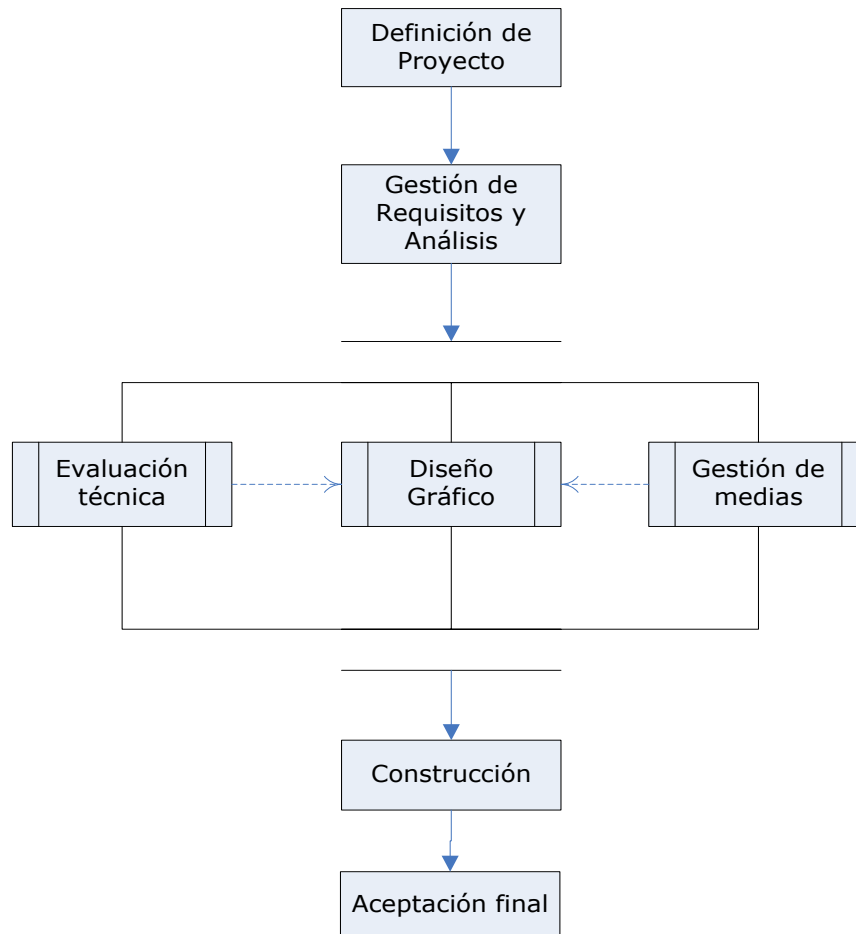 Definición de
Proyecto
Gestión de
Requisitos y
Análisis
Evaluación
técnica
Diseño
Gráfico
Gestión de
medias
Construcción
Aceptación final